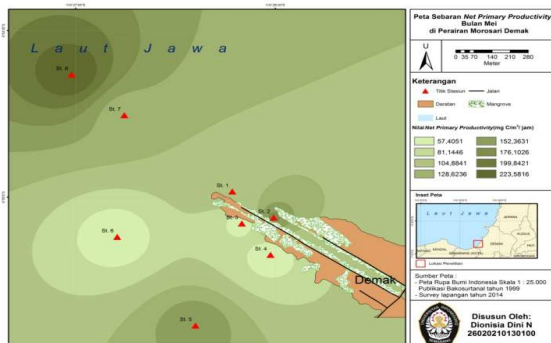 Laut Jawa
St. 8
St. 7
St. 1
St. 2
St. 3
St. 4
St. 6
St. 5
Demak
Peta Sebaran Net Primary Productivity
Bulan Mei
di Perairan Morosari Demak
U
0 35 70 140 210 280
Meter
Keterangan
Titik Stasiun
Jalan
Daratan
Mangrove
Laut
Nilai Net Primary Productivity(mg C/m³/ jam)
57,4051 152,3631
81,1446 176,1026
104,8841 199,8421
128,6236 223,5816
Inset Peta
Laut Jawa
Lokasi Penelitian
Sumber Peta :
- Peta Rupa Bumi Indonesia Skala 1 : 25.000
Publikasi Bakosurtanal tahun 1999
- Survey lapangan tahun 2014
Disusun Oleh:
Dionisia Dini N
26020210130100